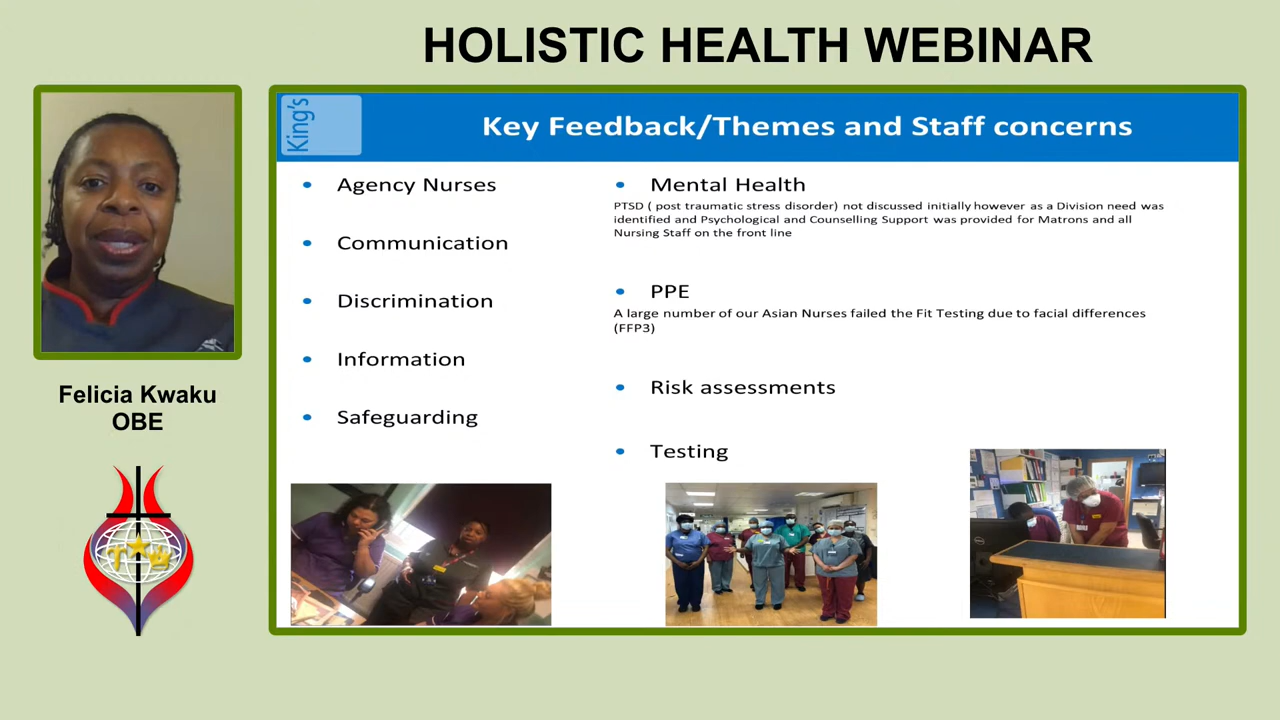 HOLISTIC HEALTH WEBINAR
King's
Key Feedback/Themes and Staff concerns
• Agency Nurses
• Communication
• Discrimination
• Information
• Safeguarding
• Mental Health
PTSD ( post traumatic stress disorder) not discussed initially however as a Division need was
identified and Psychological and Counselling Support was provided for Matrons and all
Nursing Staff on the front line
• PPE
A large number of our Asian Nurses failed the Fit Testing due to facial differences
(FFP3)
• Risk assessments
• Testing
Felicia Kwaku
OBE